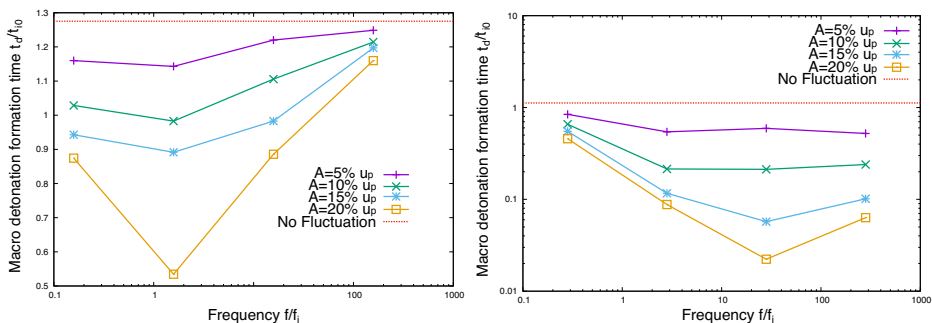 Macro detonation formation time t_d/t_i0
1.3
1.2
1.1
1
0.9
0.8
0.7
0.6
0.5
A=5% u_p
A=10% u_p
A=15% u_p
A=20% u_p
No Fluctuation
0.1 1 10 100 1000
Frequency f/f_i
Macro detonation formation time t_d/t_i0
10
1
0.1
0.01
A=5% u_p
A=10% u_p
A=15% u_p
A=20% u_p
No Fluctuation
0.1 1 10 100 1000
Frequency f/f_i